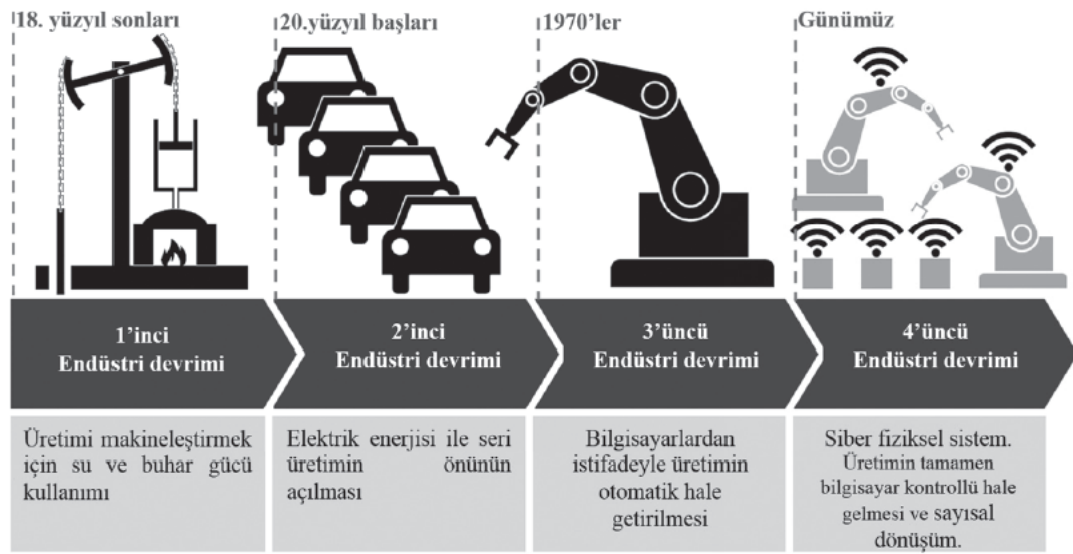 18. yüzyıl sonları
20.yüzyıl başları
1970’ler
Günümüz
1’inci
Endüstri devrimi
2’inci
Endüstri devrimi
3’üncü
Endüstri devrimi
4’üncü
Endüstri devrimi
Üretimi makineleştirmek
için su ve buhar gücü
kullanımı
Elektrik enerjisi ile seri
üretimin önünün
açılması
Bilgisayarlardan
istifadeyle üretimin
otomatik hale
getirilmesi
Siber fiziksel sistem.
Üretimin tamamen
bilgisayar kontrollü hale
gelmesi ve sayısal
dönüşüm.